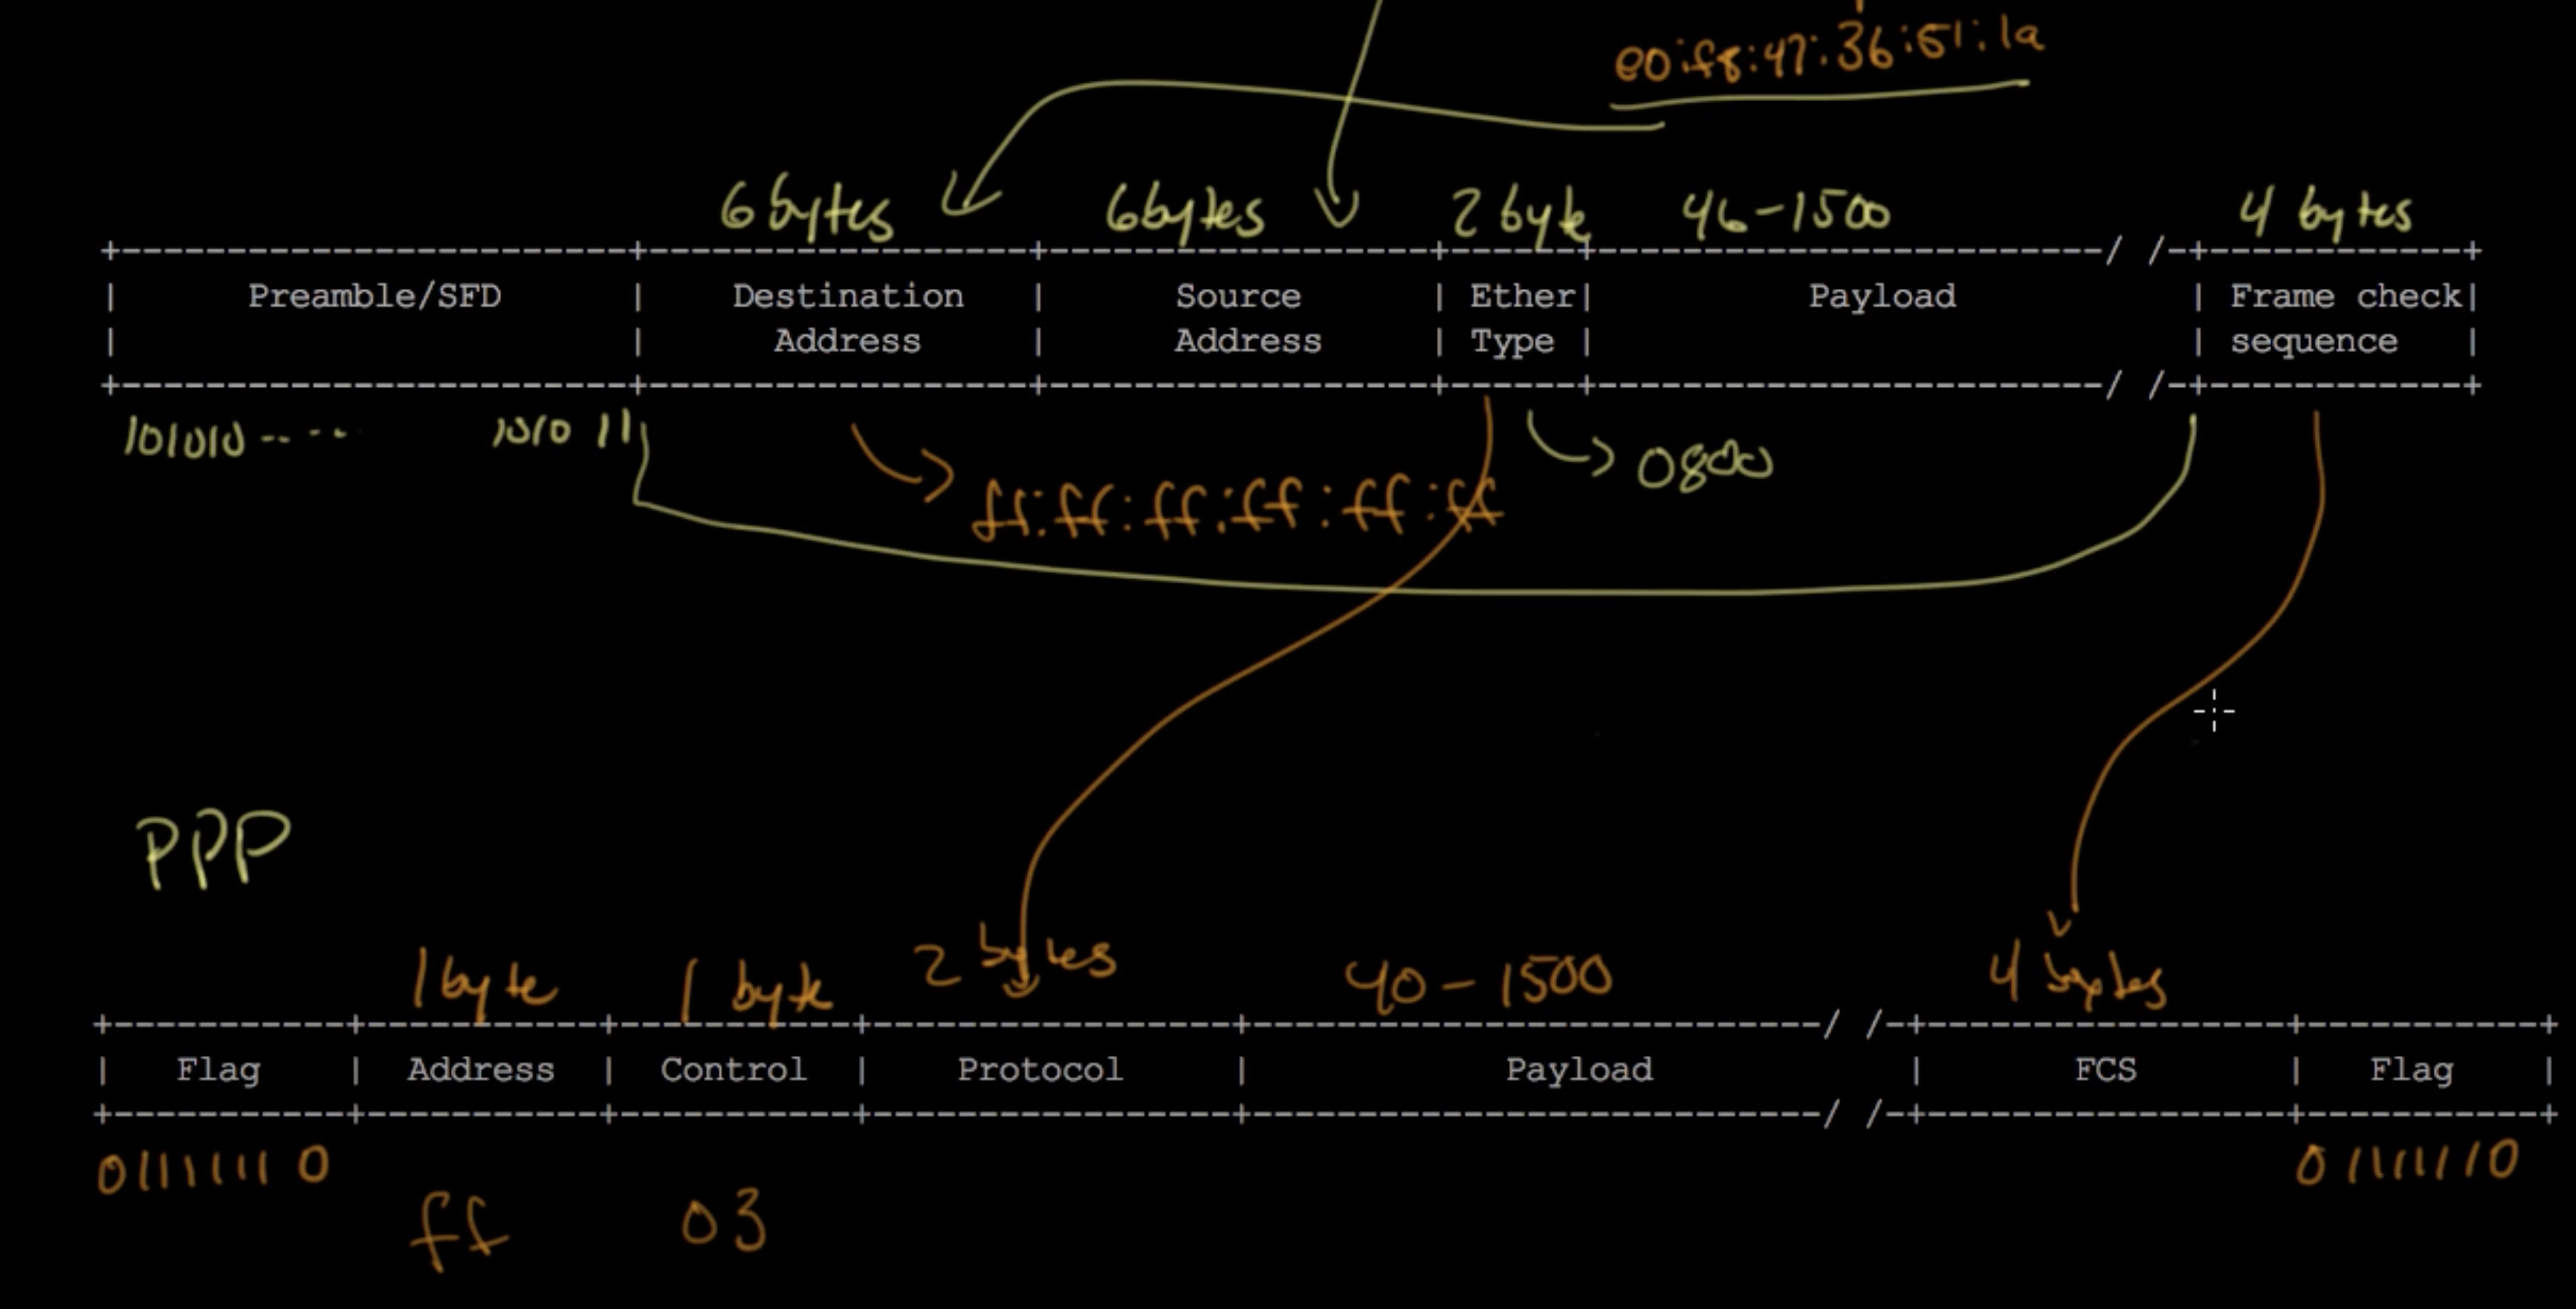 e0:f8:47:36:51:1a
6 bytes 6 bytes 2 byte 46-1500 4 bytes
+-------------------------+-------------------+-------------------+------+-------------------------/ /-+------------+
| Preamble/SFD | Destination | Source | Ether| Payload | Frame check|
| | Address | Address | Type | | sequence |
+-------------------------+-------------------+-------------------+------+-------------------------/ /-+------------+
101010-- -- 1010 11
0800
ff:ff:ff:ff:ff:ff
PPP
1 byte 1 byte 2 bytes 40-1500 4 bytes
+-----------+-----------+-----------+-----------------+---------------------------/ /-+-----------------+-----------+
| Flag | Address | Control | Protocol | Payload | FCS | Flag |
+-----------+-----------+-----------+-----------------+---------------------------/ /-+-----------------+-----------+
01111110 01111110
ff 03